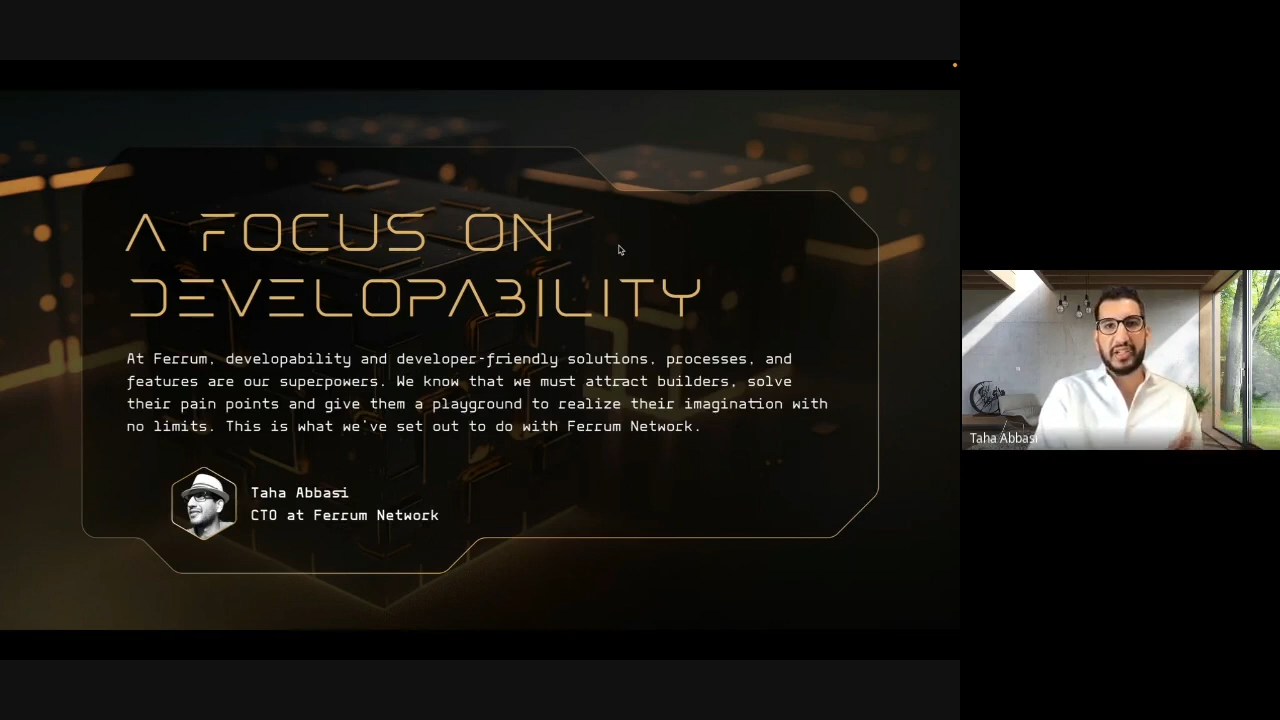 A FOCUS ON
DEVELOPABILITY
At Ferrum, developability and developer-friendly solutions, processes, and
features are our superpowers. We know that we must attract builders, solve
their pain points and give them a playground to realize their imagination with
no limits. This is what we've set out to do with Ferrum Network.
Taha Abbasi
CTO at Ferrum Network
Taha Abbasi